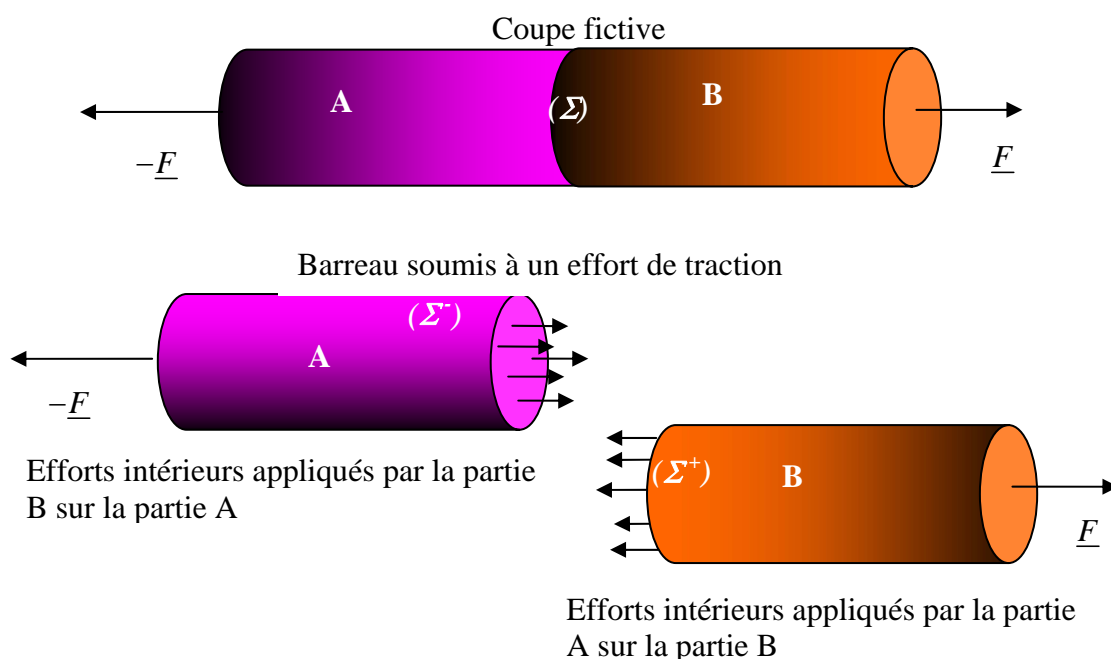 Coupe fictive
A
(Σ)
B
−F
F
Barreau soumis à un effort de traction
(Σ⁻)
A
−F
Efforts intérieurs appliqués par la partie
B sur la partie A
(Σ⁺)
B
F
Efforts intérieurs appliqués par la partie
A sur la partie B